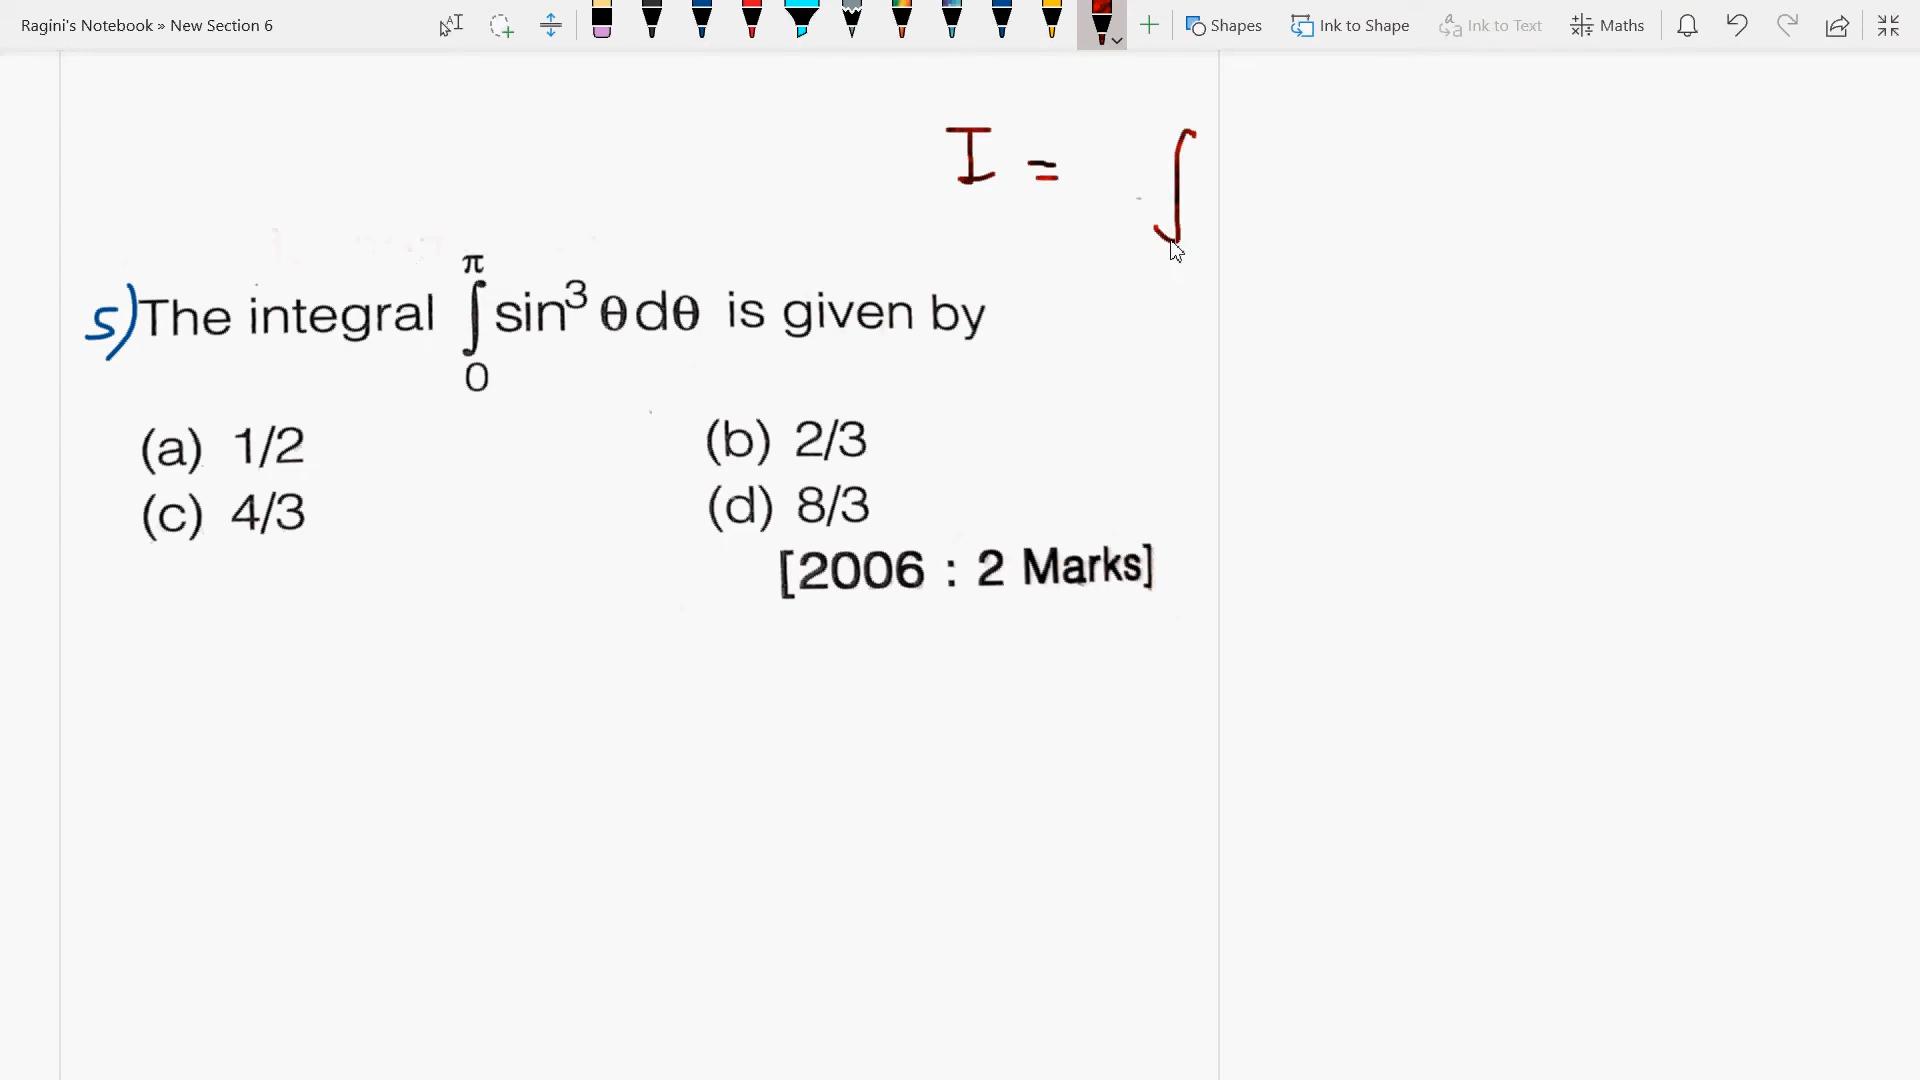 Ragini's Notebook » New Section 6
Shapes
Ink to Shape
Ink to Text
Maths
I = ∫
5) The integral ∫₀^π sin³ θ dθ is given by
(a) 1/2
(b) 2/3
(c) 4/3
(d) 8/3
[2006 : 2 Marks]